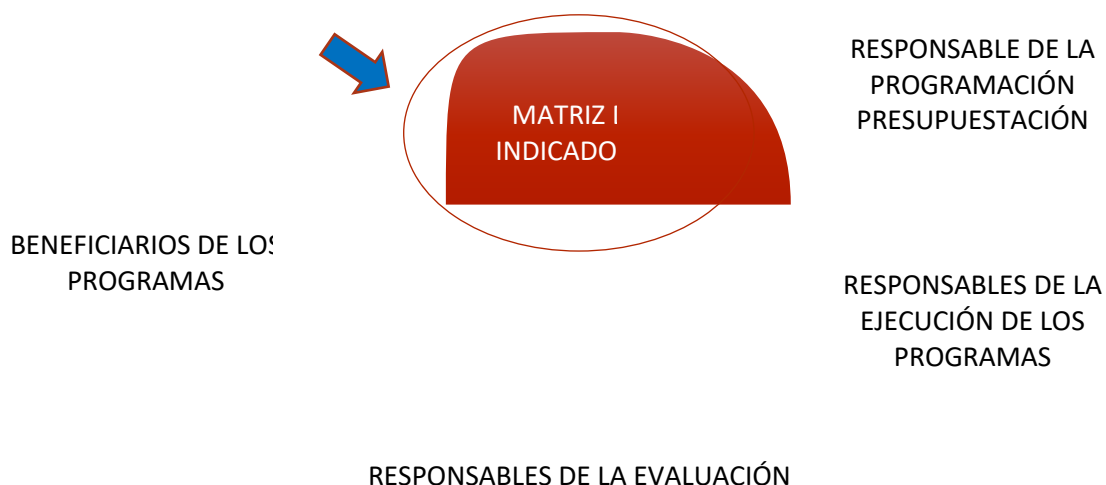 RESPONSABLE DE LA
PROGRAMACIÓN
PRESUPUESTACIÓN
MATRIZ I
INDICADO
BENEFICIARIOS DE LOS
PROGRAMAS
RESPONSABLES DE LA
EJECUCIÓN DE LOS
PROGRAMAS
RESPONSABLES DE LA EVALUACIÓN